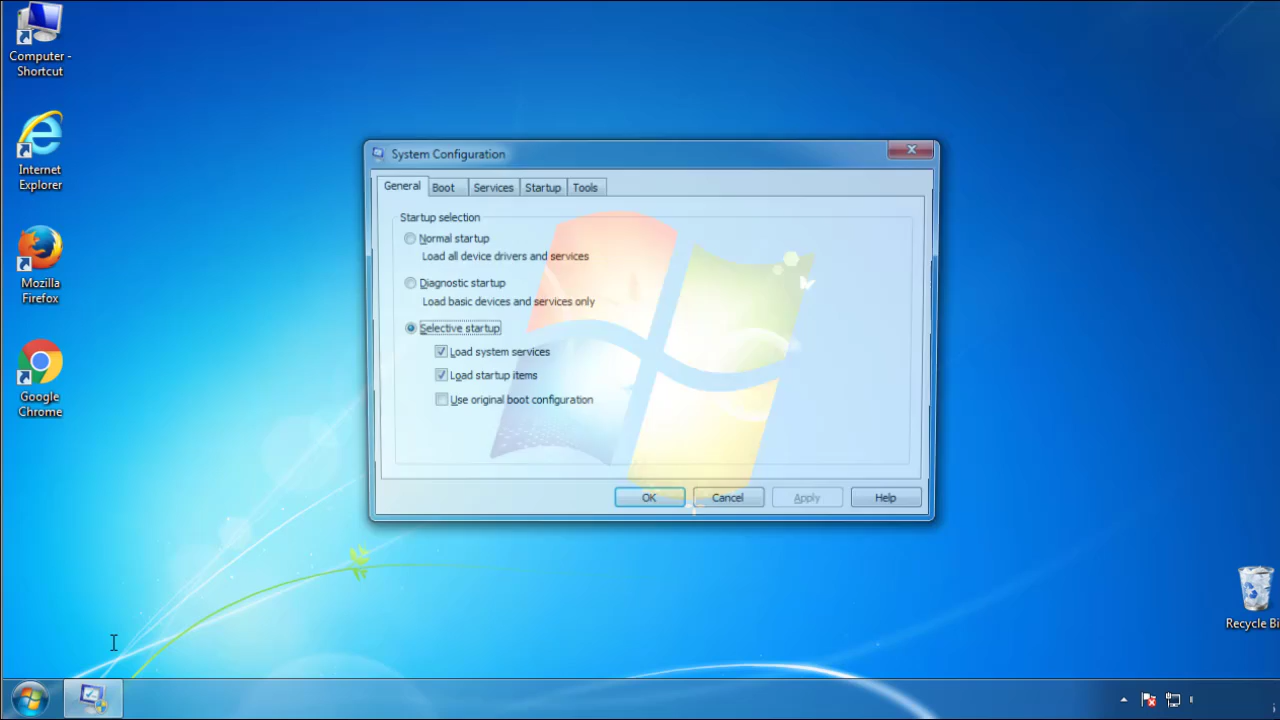 Computer -
Shortcut
Internet
Explorer
Mozilla
Firefox
Google
Chrome
System Configuration
General Boot Services Startup Tools
Startup selection
Normal startup
Load all device drivers and services
Diagnostic startup
Load basic devices and services only
Selective startup
Load system services
Load startup items
Use original boot configuration
OK Cancel Apply Help
Recycle Bi